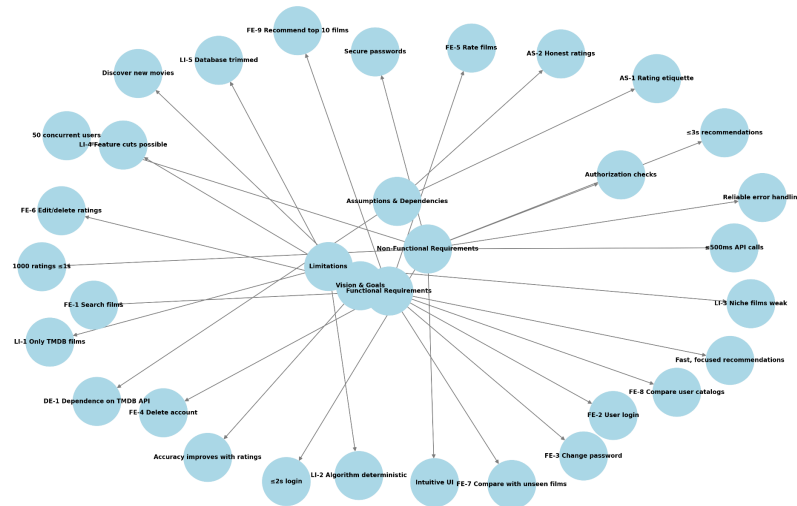 FE-9 Recommend top 10 films
Secure passwords
FE-5 Rate films
AS-2 Honest ratings
LI-5 Database trimmed
Discover new movies
AS-1 Rating etiquette
50 concurrent users
LI-4 Feature cuts possible
≤3s recommendations
Authorization checks
Assumptions & Dependencies
Reliable error handlin
FE-6 Edit/delete ratings
Non-Functional Requirements
≤500ms API calls
1000 ratings ≤1s
Limitations
Vision & Goals
Functional Requirements
FE-1 Search films
LI-3 Niche films weak
LI-1 Only TMDB films
Fast, focused recommendations
FE-8 Compare user catalogs
DE-1 Dependence on TMDB API
FE-4 Delete account
FE-2 User login
Accuracy improves with ratings
FE-3 Change password
≤2s login
LI-2 Algorithm deterministic
Intuitive UI
FE-7 Compare with unseen films